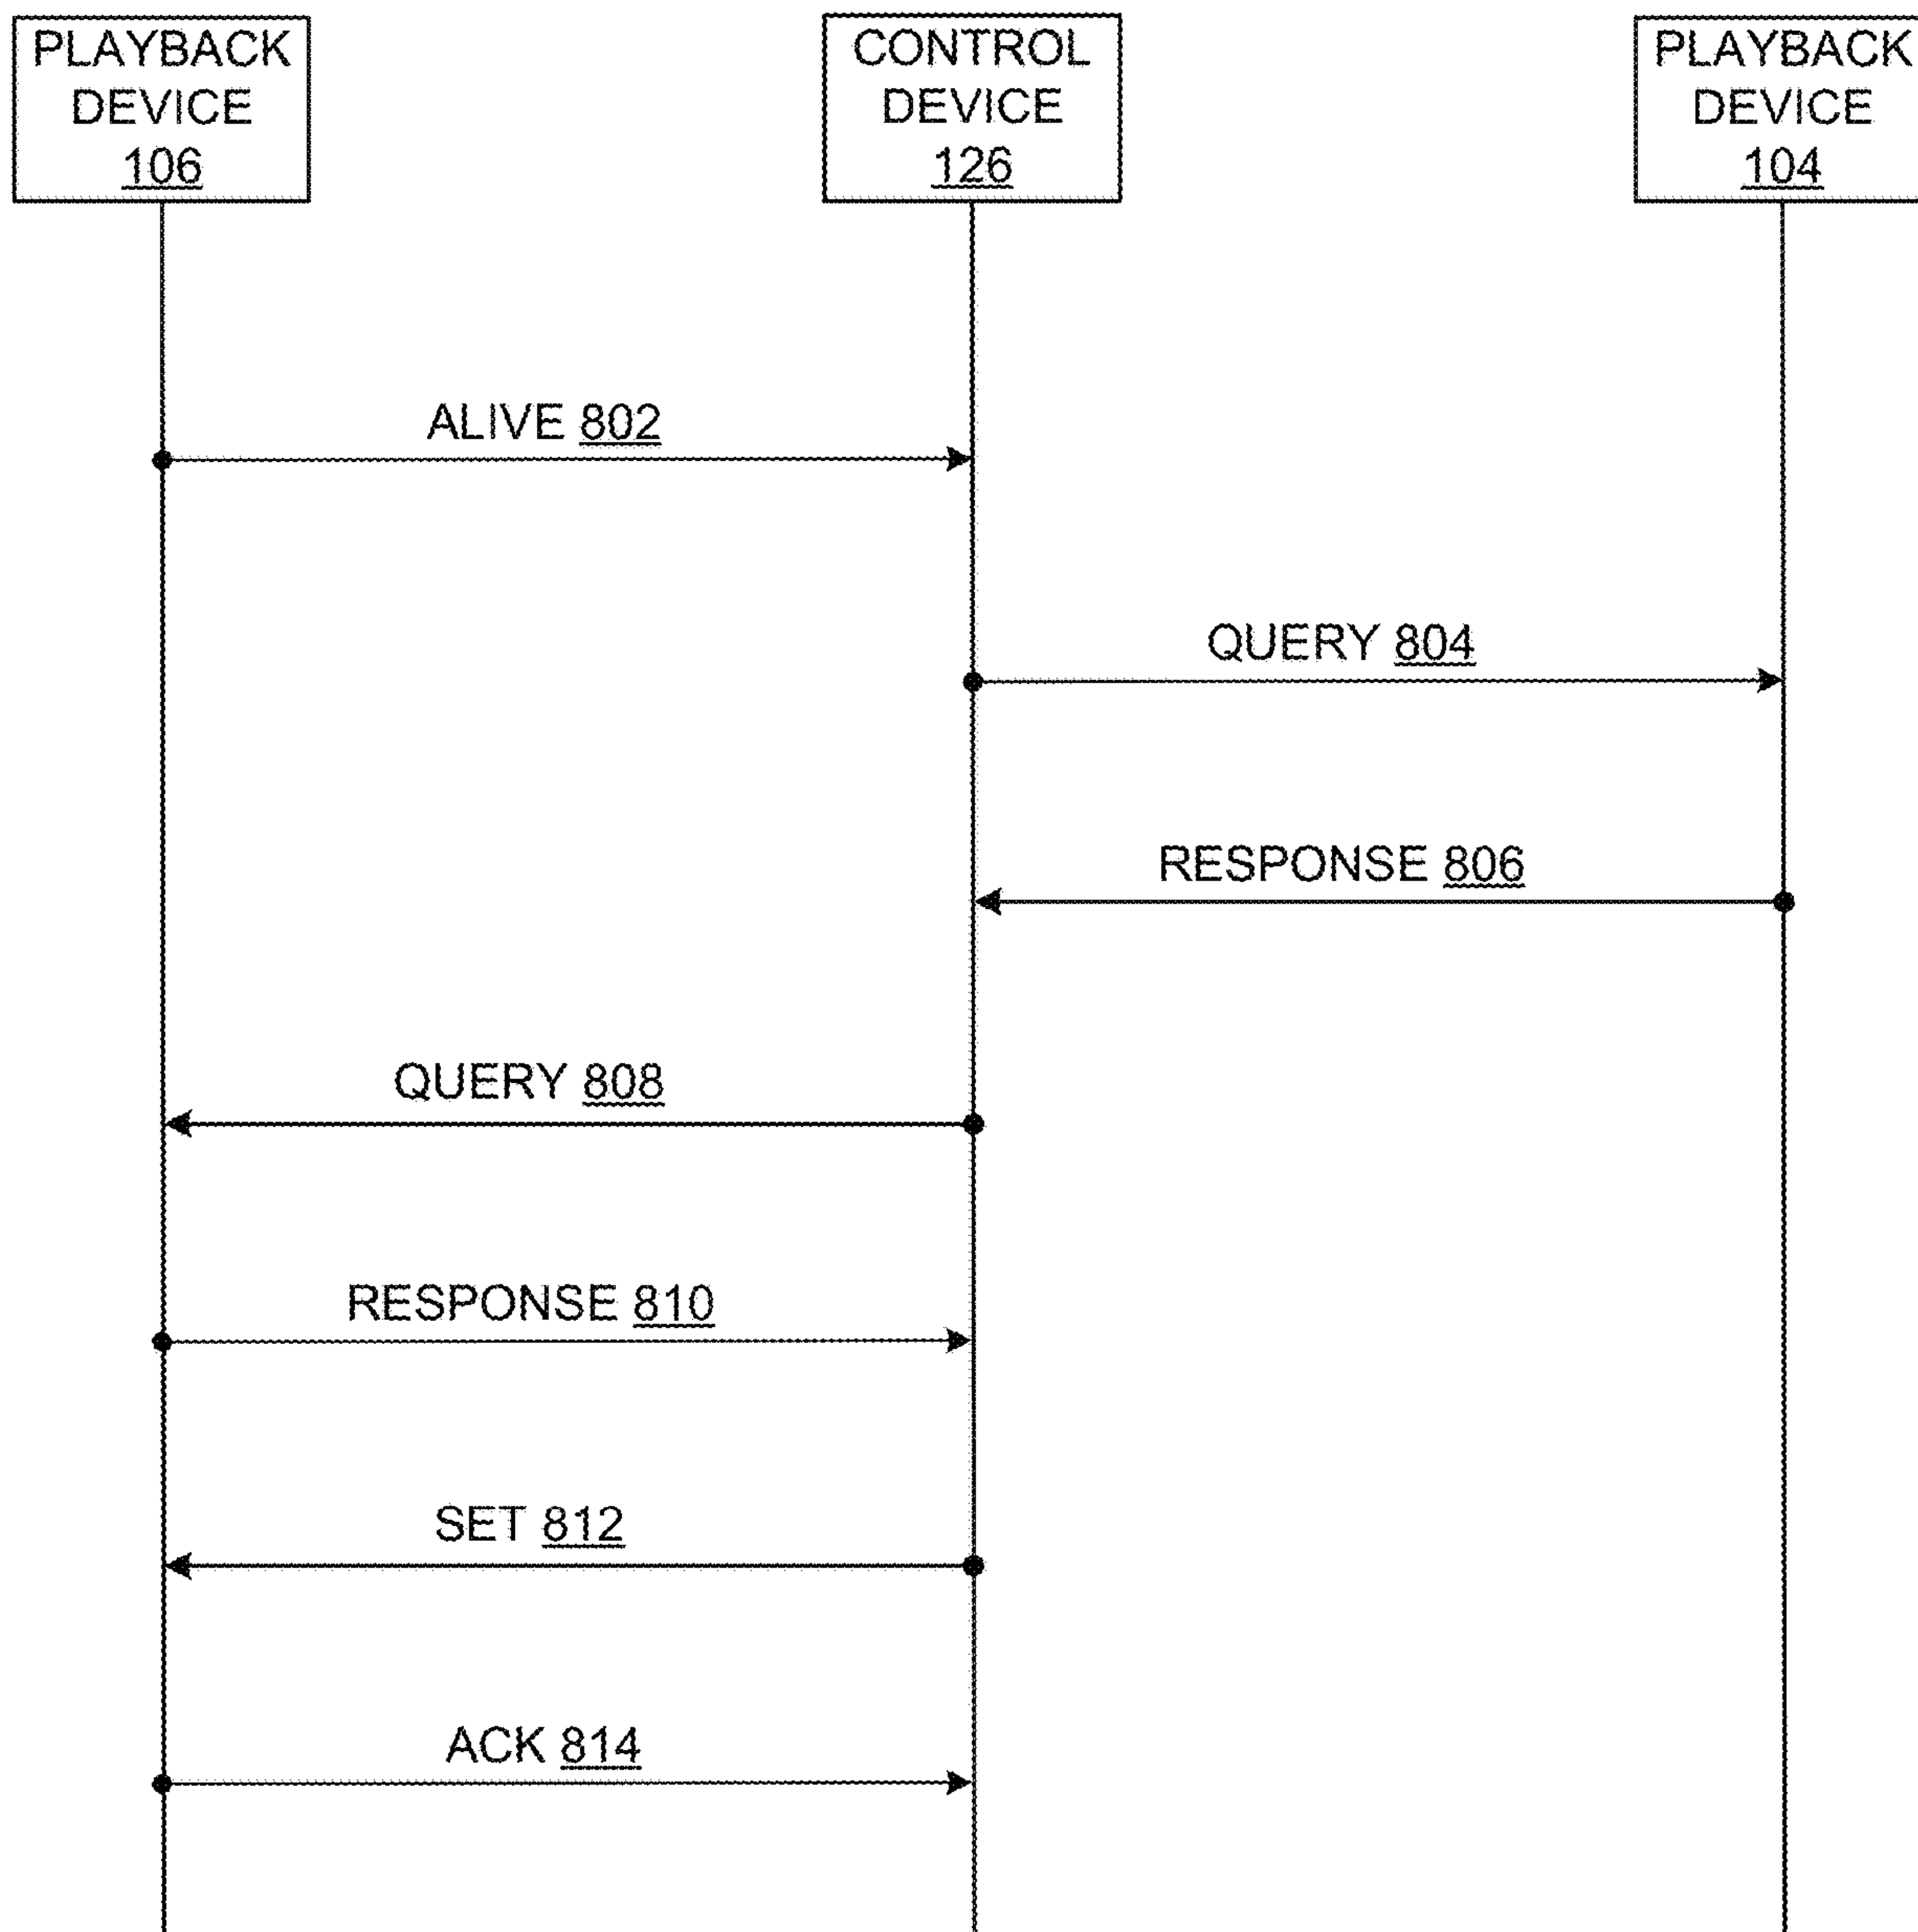 PLAYBACK
DEVICE
106
CONTROL
DEVICE
126
PLAYBACK
DEVICE
104
ALIVE 802
QUERY 804
RESPONSE 806
QUERY 808
RESPONSE 810
SET 812
ACK 814